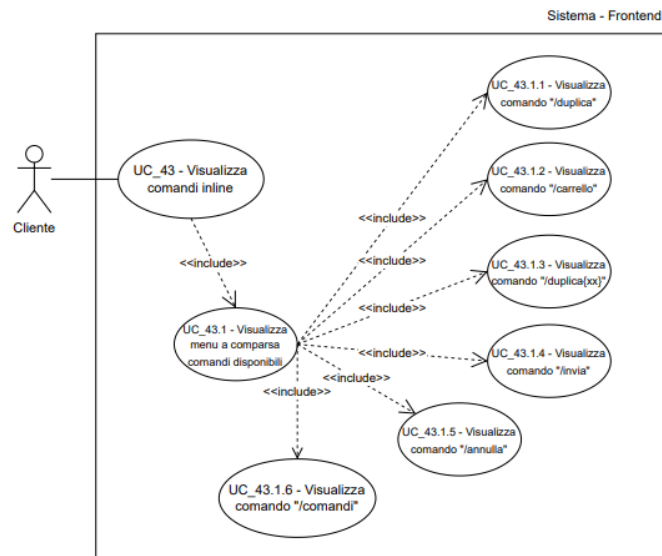 Sistema - Frontend
UC_43.1.1 - Visualizza
comando "/duplica"
UC_43 - Visualizza
comandi inline
Cliente
UC_43.1.2 - Visualizza
comando "/carrello"
<<include>>
<<include>>
<<include>>
UC_43.1.3 - Visualizza
comando "/duplica{xx}"
<<include>>
UC_43.1 - Visualizza
menu a comparsa
comandi disponibili
<<include>>
UC_43.1.4 - Visualizza
comando "/invia"
<<include>>
<<include>>
UC_43.1.5 - Visualizza
comando "/annulla"
UC_43.1.6 - Visualizza
comando "/comandi"